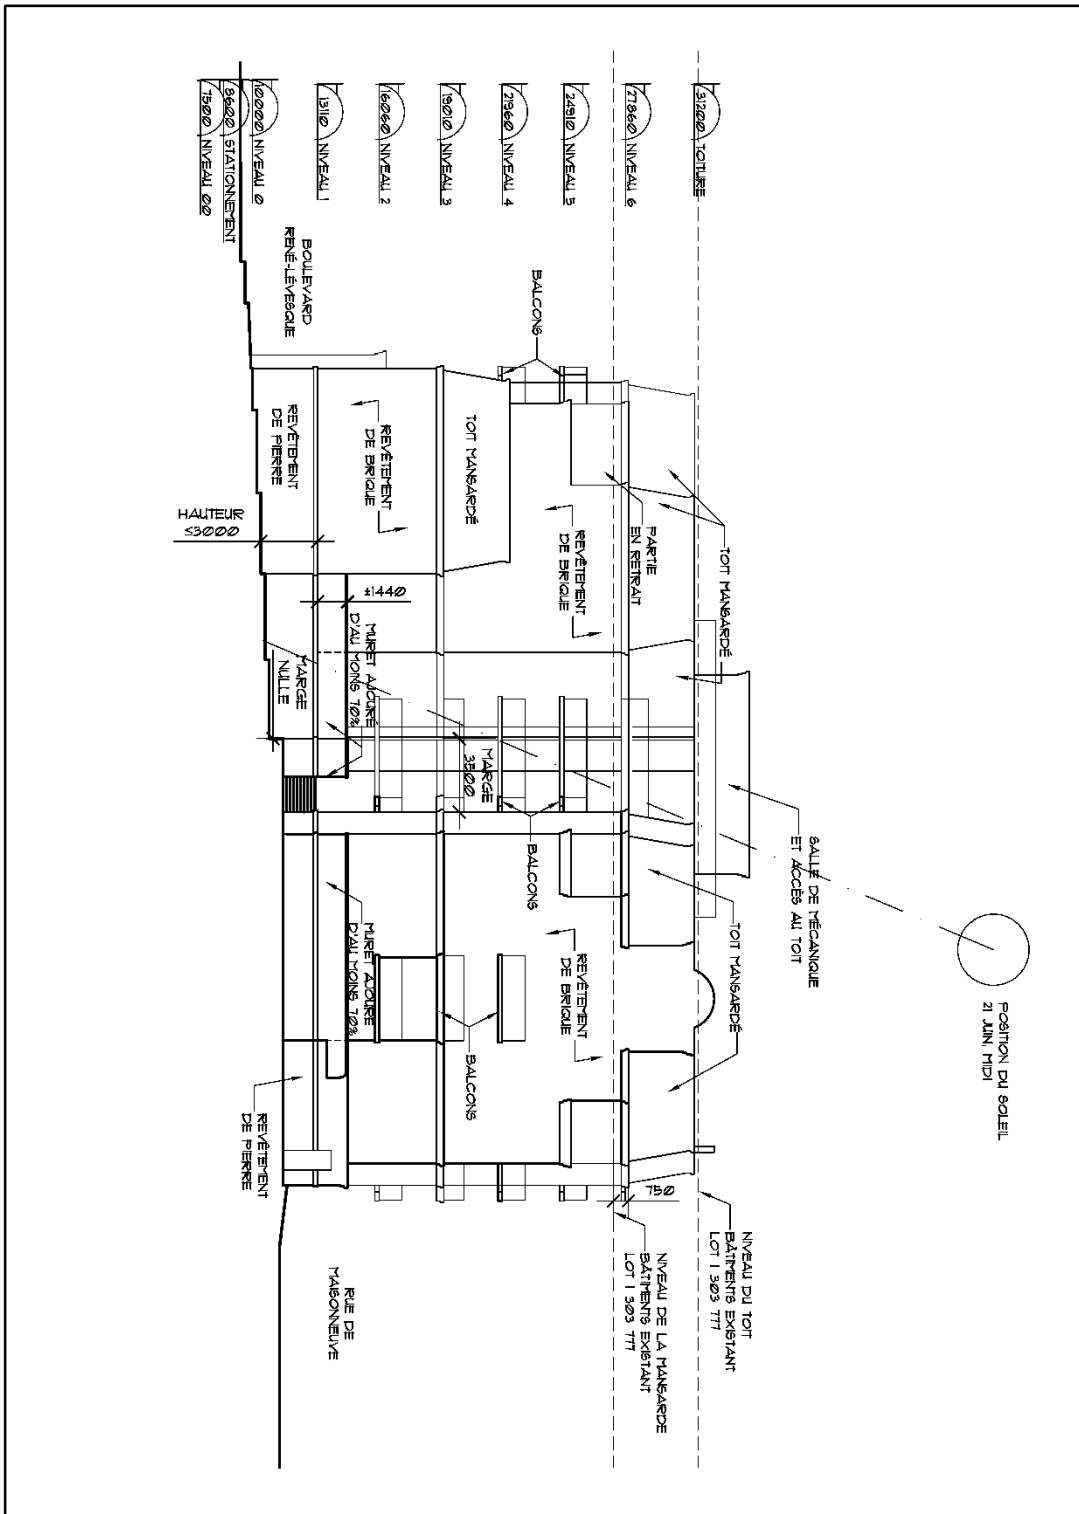 POSITION DU SOLEIL
21 JUIN, MIDI
SALLE DE MÉCANIQUE
ET ACCÈS AU TOIT
NIVEAU DU TOIT
BÂTIMENTS EXISTANT
LOT 1 303 777
NIVEAU DE LA MANSARDE
BÂTIMENTS EXISTANT
LOT 1 303 777
31200 TOITURE
27860 NIVEAU 6
24910 NIVEAU 5
21960 NIVEAU 4
19010 NIVEAU 3
16060 NIVEAU 2
13110 NIVEAU 1
10000 NIVEAU 0
8600 STATIONNEMENT
7500 NIVEAU 00
TOIT MANSARDÉ
TOIT MANSARDÉ
750
PARTIE
EN RETRAIT
REVÊTEMENT
DE BRIQUE
REVÊTEMENT
DE BRIQUE
BALCONS
BALCONS
BALCONS
TOIT MANSARDÉ
MARGE
3500
REVÊTEMENT
DE BRIQUE
±1440
MURET AJOURÉ
D'AU MOINS 70%
MURET AJOURÉ
D'AU MOINS 70%
BOULEVARD
RENÉ-LÉVESQUE
REVÊTEMENT
DE PIERRE
MARGE
NULLE
RUE DE
MAISONNEUVE
REVÊTEMENT
DE PIERRE
HAUTEUR
≤3000